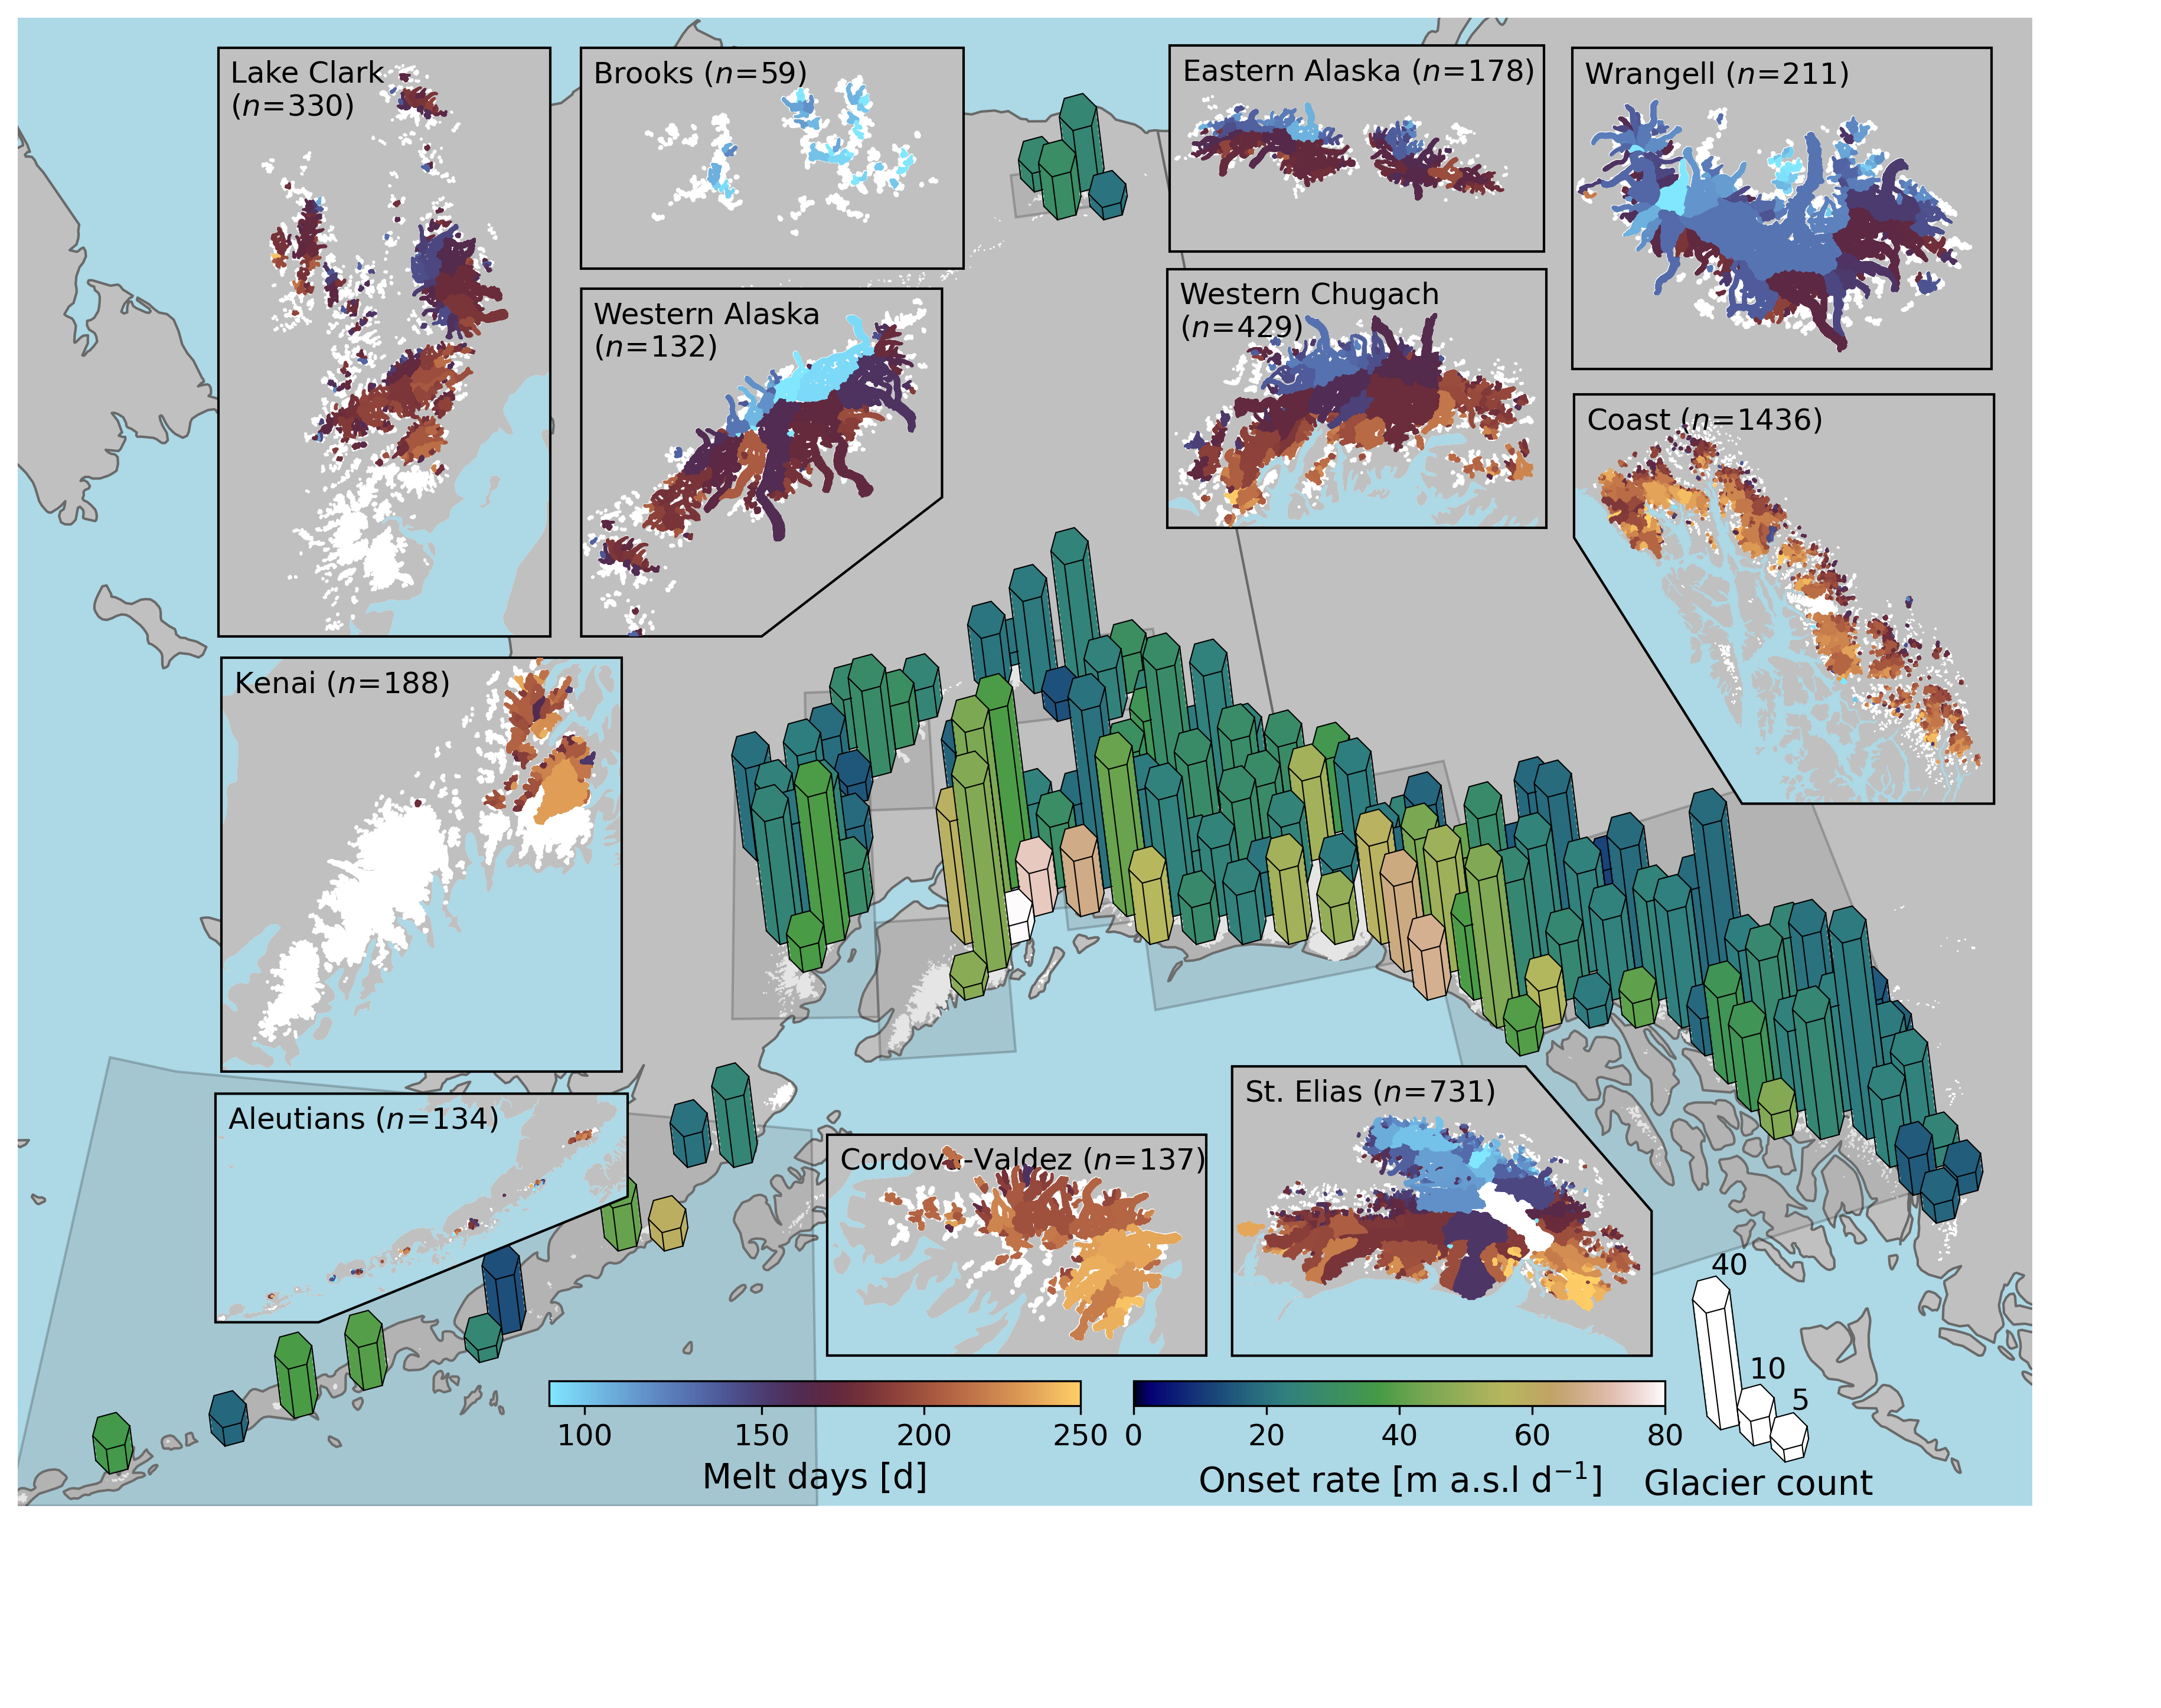 Lake Clark
(n=330)
Brooks (n=59)
Eastern Alaska (n=178)
Wrangell (n=211)
Western Alaska
(n=132)
Western Chugach
(n=429)
Coast (n=1436)
Kenai (n=188)
Aleutians (n=134)
Cordova-Valdez (n=137)
St. Elias (n=731)
40
10
5
Glacier count
100 150 200 250
Melt days [d]
0 20 40 60 80
Onset rate [m a.s.l d⁻¹]